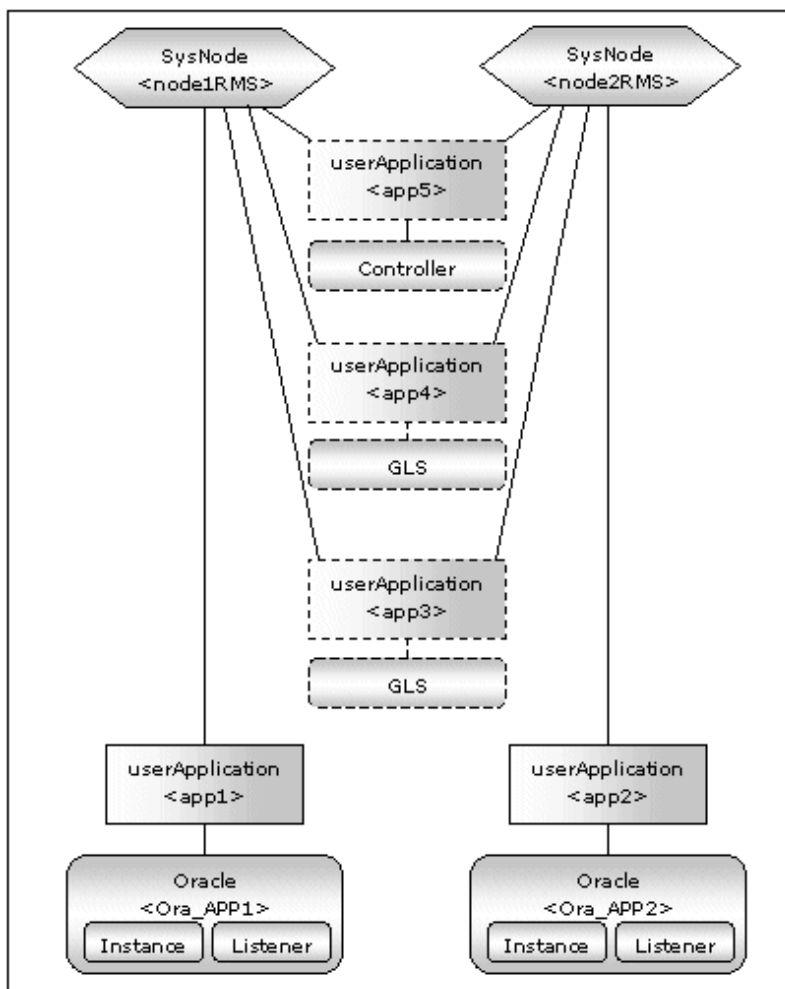 SysNode
<node1RMS>
SysNode
<node2RMS>
userApplication
<app5>
Controller
userApplication
<app4>
GLS
userApplication
<app3>
GLS
userApplication
<app1>
userApplication
<app2>
Oracle
<Ora_APP1>
Instance
Listener
Oracle
<Ora_APP2>
Instance
Listener